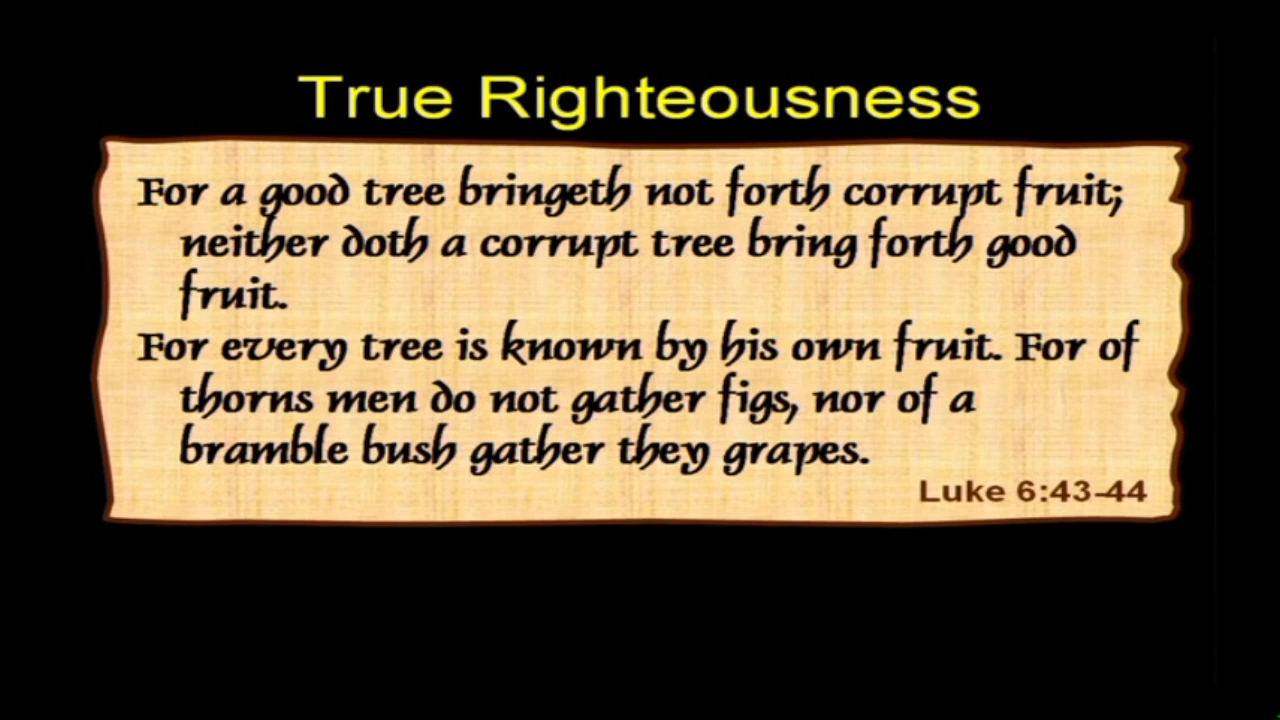 True Righteousness
For a good tree bringeth not forth corrupt fruit;
neither doth a corrupt tree bring forth good
fruit.
For every tree is known by his own fruit. For of
thorns men do not gather figs, nor of a
bramble bush gather they grapes.
Luke 6:43-44